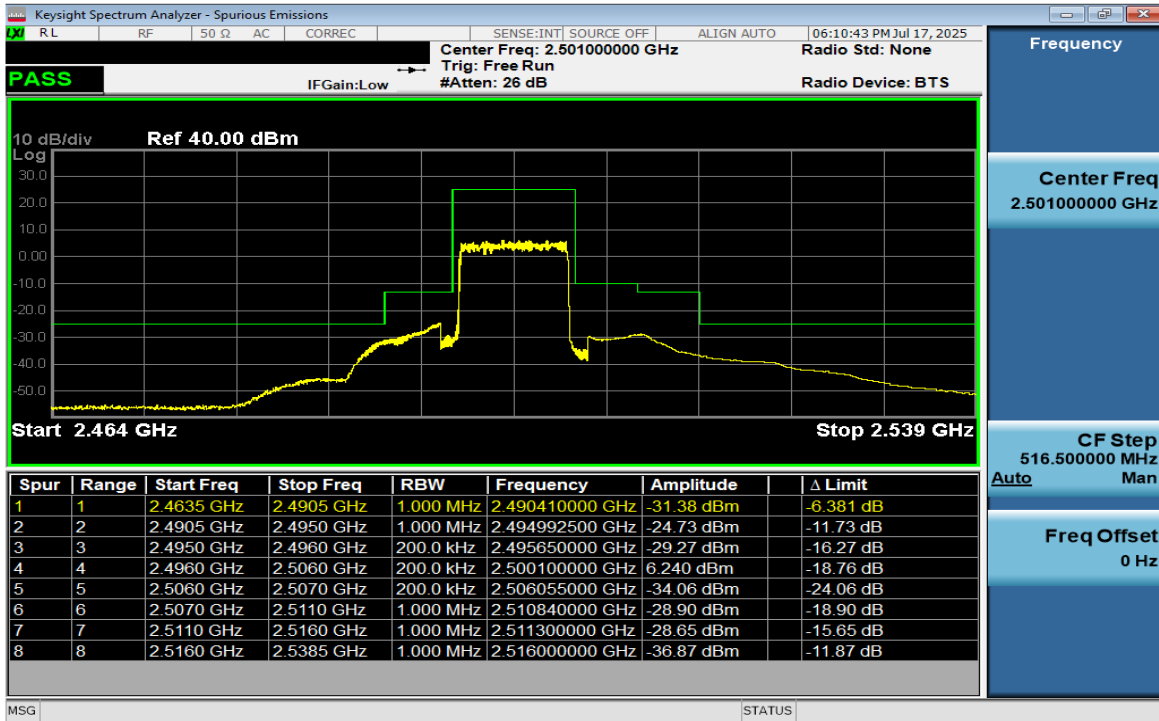 Keysight Spectrum Analyzer - Spurious Emissions
LXI RL RF 50 Ω AC CORREC SENSE:INT SOURCE OFF ALIGN AUTO 06:10:43 PM Jul 17, 2025
Center Freq: 2.501000000 GHz Radio Std: None
Trig: Free Run
PASS IFGain:Low #Atten: 26 dB Radio Device: BTS
Frequency
10 dB/div Ref 40.00 dBm
Log
30.0
20.0
10.0
0.00
-10.0
-20.0
-30.0
-40.0
-50.0
Start 2.464 GHz Stop 2.539 GHz
Center Freq
2.501000000 GHz
CF Step
516.500000 MHz
Auto Man
Freq Offset
0 Hz
Spur Range Start Freq Stop Freq RBW Frequency Amplitude Δ Limit
1 1 2.4635 GHz 2.4905 GHz 1.000 MHz 2.490410000 GHz -31.38 dBm -6.381 dB
2 2 2.4905 GHz 2.4950 GHz 1.000 MHz 2.494992500 GHz -24.73 dBm -11.73 dB
3 3 2.4950 GHz 2.4960 GHz 200.0 kHz 2.495650000 GHz -29.27 dBm -16.27 dB
4 4 2.4960 GHz 2.5060 GHz 200.0 kHz 2.500100000 GHz 6.240 dBm -18.76 dB
5 5 2.5060 GHz 2.5070 GHz 200.0 kHz 2.506055000 GHz -34.06 dBm -24.06 dB
6 6 2.5070 GHz 2.5110 GHz 1.000 MHz 2.510840000 GHz -28.90 dBm -18.90 dB
7 7 2.5110 GHz 2.5160 GHz 1.000 MHz 2.511300000 GHz -28.65 dBm -15.65 dB
8 8 2.5160 GHz 2.5385 GHz 1.000 MHz 2.516000000 GHz -36.87 dBm -11.87 dB
MSG STATUS